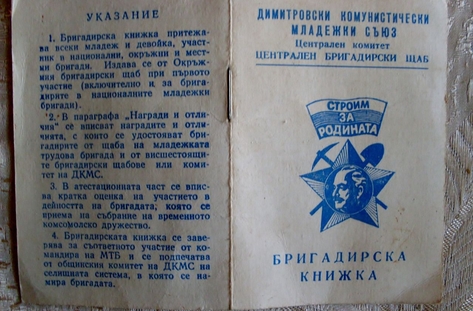 УКАЗАНИЕ
1. Бригадирска книжка притежа-
ва всеки младеж и девойка, участ-
ник в национални, окръжни и мест-
ни бригади. Издава се от Окръж-
ния бригадирски щаб при първото
участие (включително и за брига-
дирите в националните младежки
бригади).
2. В параграфа „Награди и отли-
чия" се вписват наградите и отли-
чията, с които се удостояват бри-
гадирите от щаба на младежката
трудова бригада и от висшестоящи-
те бригадирски щабове или коми-
тет на ДКМС.
3. В атестационната част се впис-
ва кратка оценка на участието в
дейността на бригадата, която се
приема на събрание на временното
комсомолско дружество.
4. Бригадирската книжка се заве-
рява за съответното участие от ко-
мандира на МТБ и се подпечатва
от общинския комитет на ДКМС на
селищната система, в която се на-
мира бригадата.
ДИМИТРОВСКИ КОМУНИСТИЧЕСКИ
МЛАДЕЖКИ СЪЮЗ
Централен комитет
ЦЕНТРАЛЕН БРИГАДИРСКИ ЩАБ
СТРОИМ
ЗА
РОДИНАТА
БРИГАДИРСКА
КНИЖКА